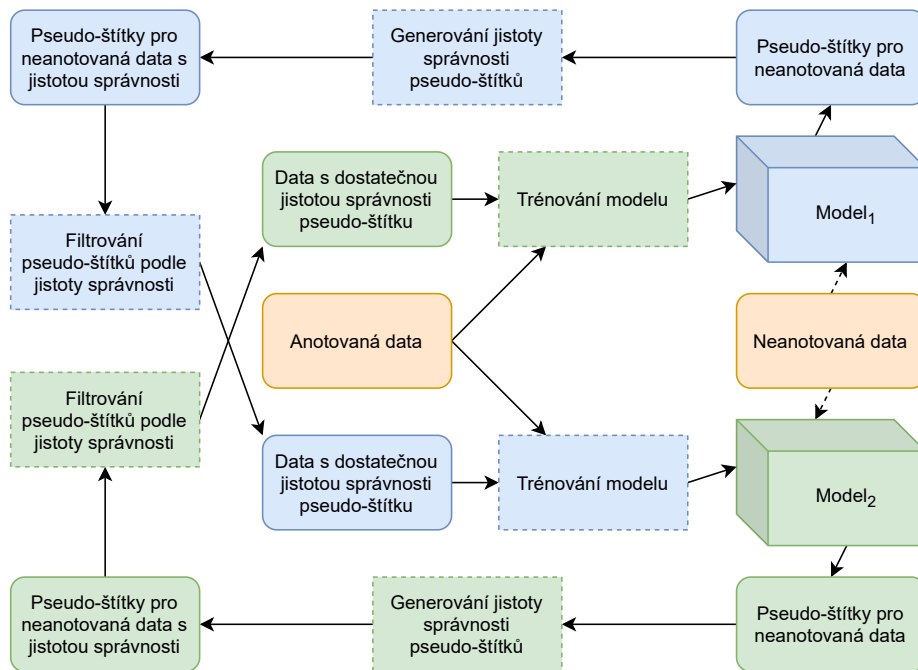 Pseudo-štítky pro
neanotovaná data s
jistotou správnosti
Generování jistoty
správnosti
pseudo-štítků
Pseudo-štítky pro
neanotovaná data
Data s dostatečnou
jistotou správnosti
pseudo-štítku
Trénování modelu
Model1
Filtrování
pseudo-štítků podle
jistoty správnosti
Anotovaná data
Neanotovaná data
Filtrování
pseudo-štítků podle
jistoty správnosti
Data s dostatečnou
jistotou správnosti
pseudo-štítku
Trénování modelu
Model2
Pseudo-štítky pro
neanotovaná data s
jistotou správnosti
Generování jistoty
správnosti
pseudo-štítků
Pseudo-štítky pro
neanotovaná data